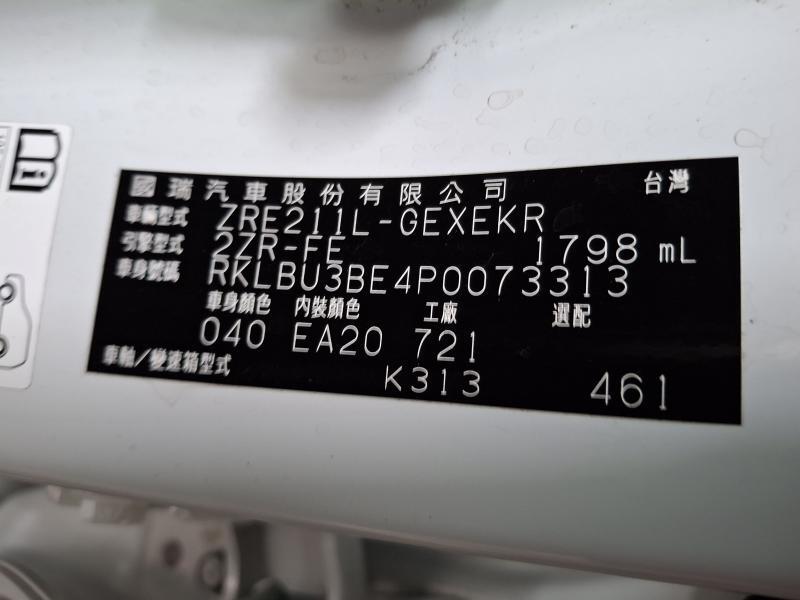 國瑞汽車股份有限公司 台灣
車輛型式 ZRE211L-GEXEKR
引擎型式 2ZR-FE 1798 mL
車身號碼 RKLBU3BE4P0073313
車身顏色 內裝顏色 工廠 選配
040 EA20 721
車軸/變速箱型式 K313 461